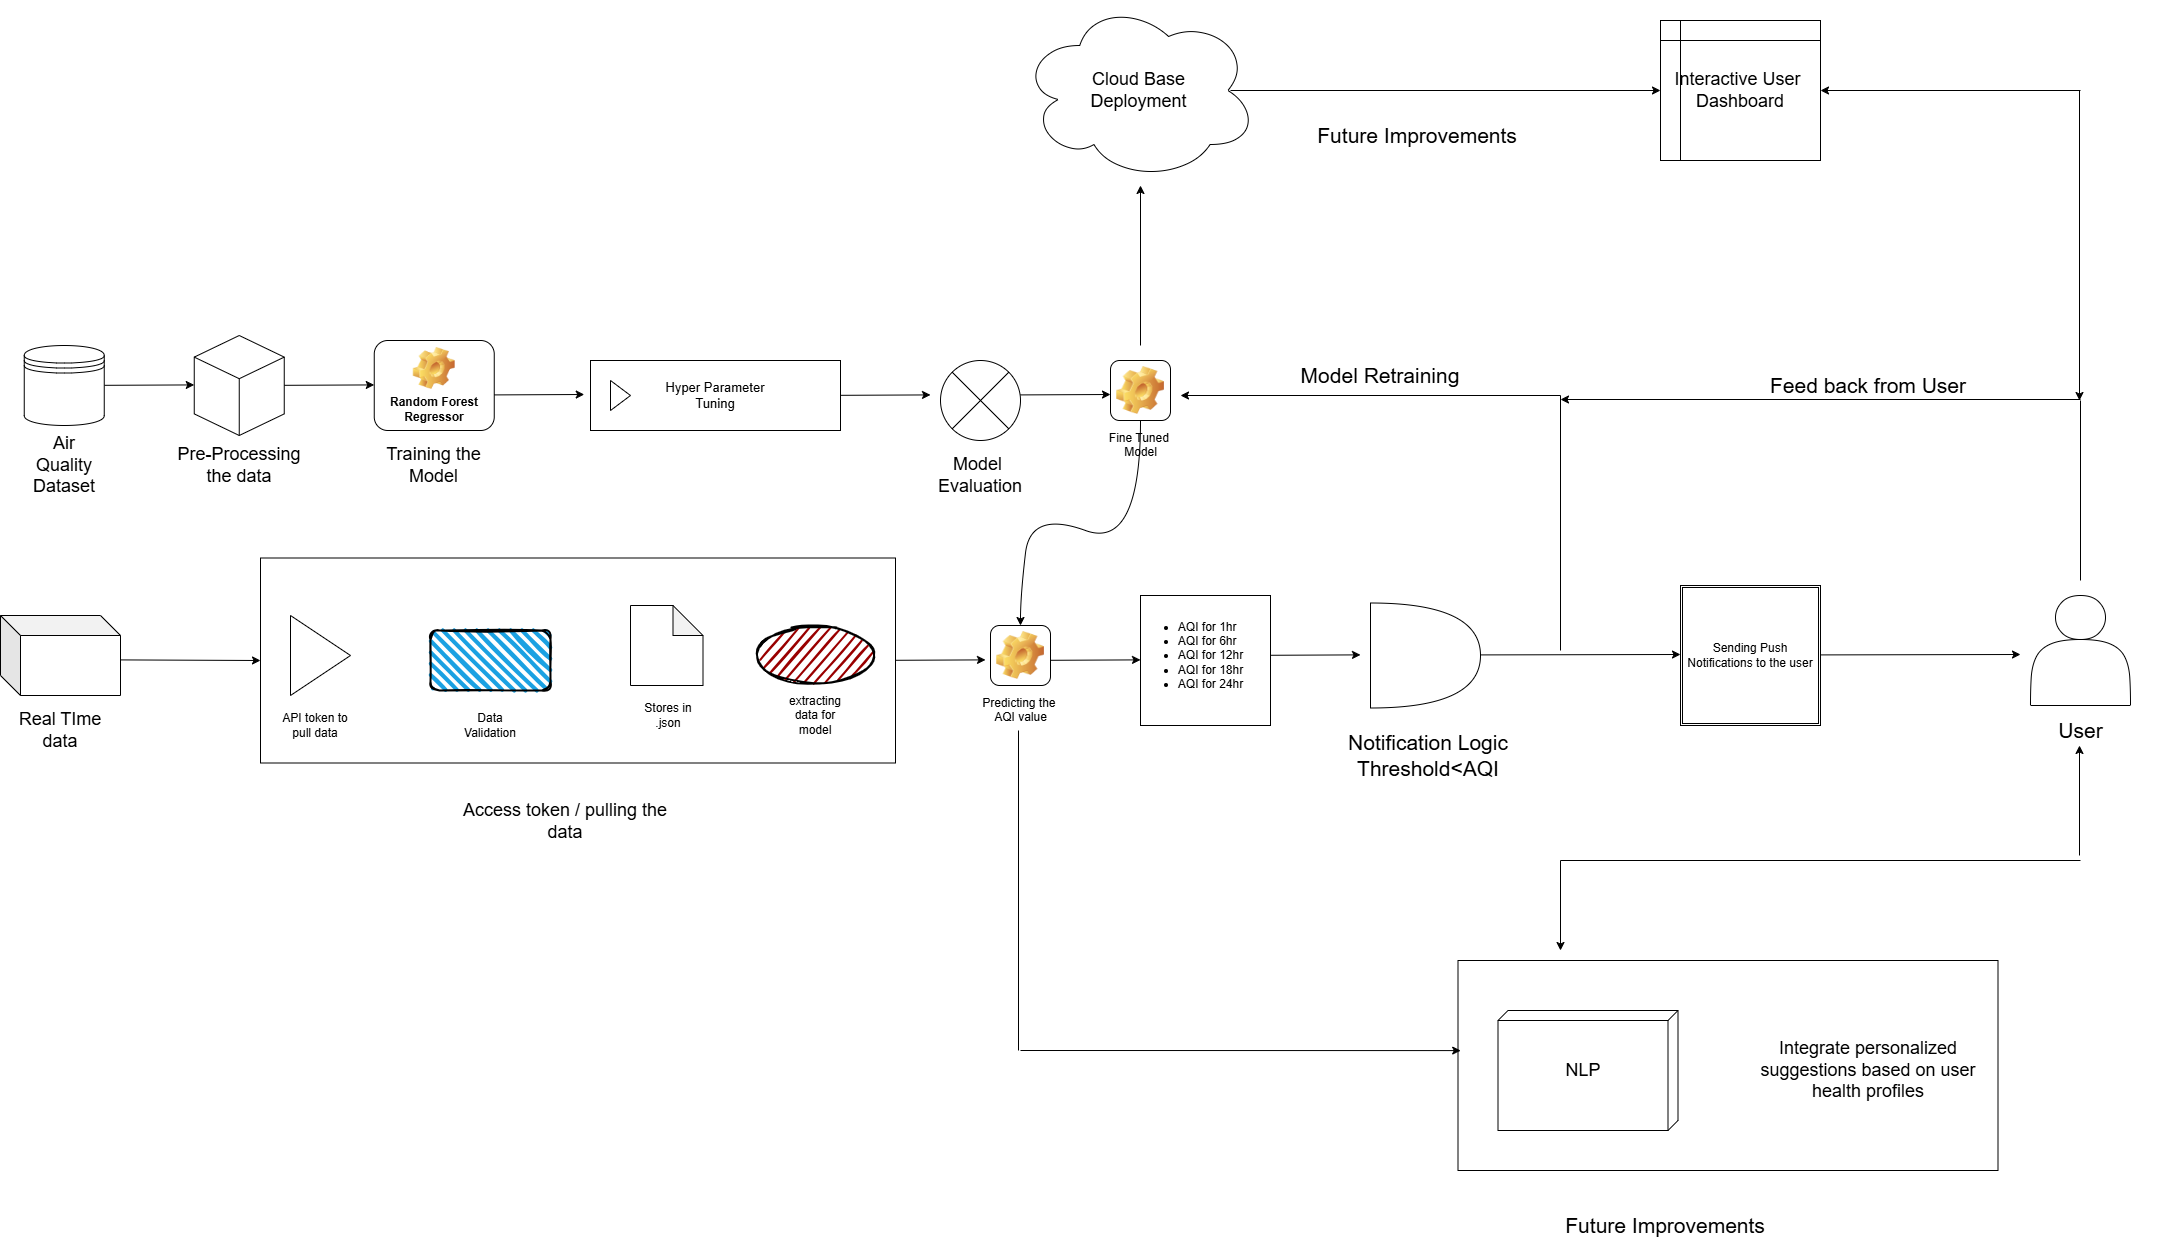 Cloud Base
Deployment
Interactive User
Dashboard
Future Improvements
Model Retraining
Feed back from User
Random Forest
Regressor
Hyper Parameter
Tuning
Air
Quality
Dataset
Pre-Processing
the data
Training the
Model
Model
Evaluation
Fine Tuned
Model
Real TIme
data
API token to
pull data
Data
Validation
Stores in
.json
extracting
data for
model
Access token / pulling the
data
Predicting the
AQI value
AQI for 1hr
AQI for 6hr
AQI for 12hr
AQI for 18hr
AQI for 24hr
Notification Logic
Threshold<AQI
Sending Push
Notifications to the user
User
NLP
Integrate personalized
suggestions based on user
health profiles
Future Improvements